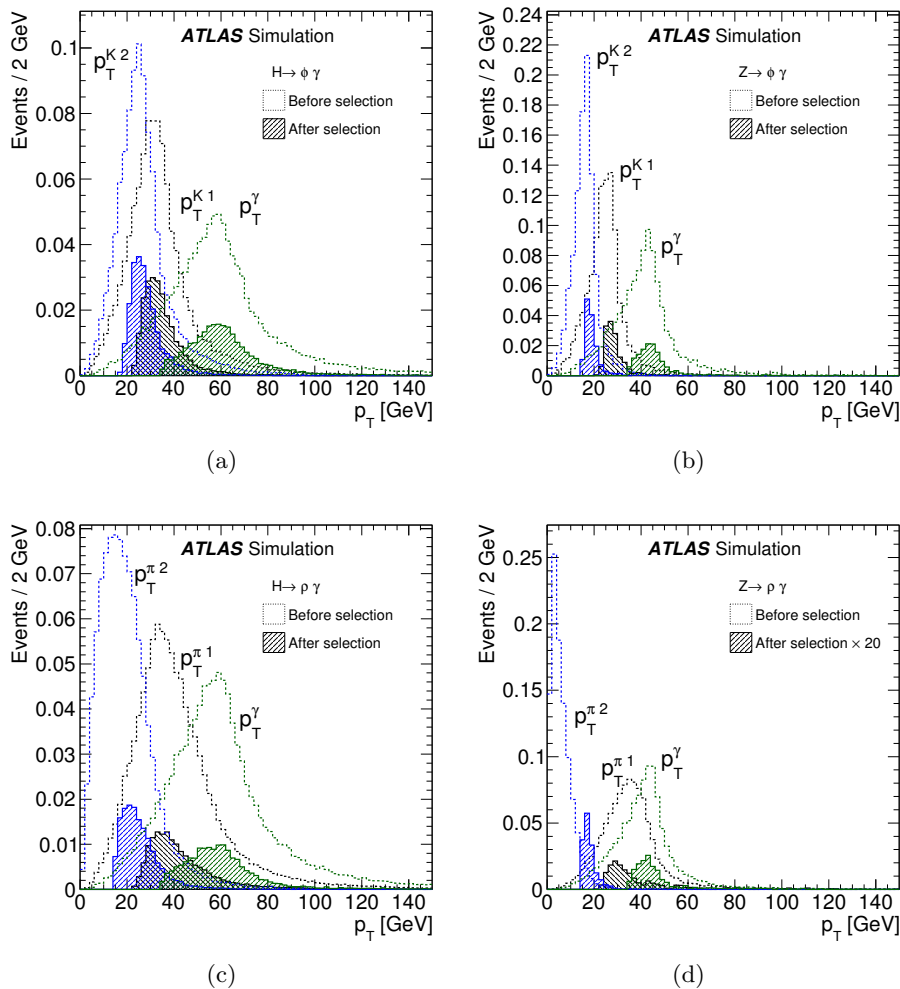 Events / 2 GeV
0.1
0.08
0.06
0.04
0.02
0
ATLAS Simulation
H→ φ γ
Before selection
After selection
p_T^{K 2}
p_T^{K 1}
p_T^γ
0 20 40 60 80 100 120 140
p_T [GeV]
(a)
Events / 2 GeV
0.24
0.22
0.2
0.18
0.16
0.14
0.12
0.1
0.08
0.06
0.04
0.02
0
ATLAS Simulation
Z→ φ γ
Before selection
After selection
p_T^{K 2}
p_T^{K 1}
p_T^γ
0 20 40 60 80 100 120 140
p_T [GeV]
(b)
Events / 2 GeV
0.08
0.07
0.06
0.05
0.04
0.03
0.02
0.01
0
ATLAS Simulation
H→ ρ γ
Before selection
After selection
p_T^{π 2}
p_T^{π 1}
p_T^γ
0 20 40 60 80 100 120 140
p_T [GeV]
(c)
Events / 2 GeV
0.25
0.2
0.15
0.1
0.05
0
ATLAS Simulation
Z→ ρ γ
Before selection
After selection × 20
p_T^{π 2}
p_T^{π 1}
p_T^γ
0 20 40 60 80 100 120 140
p_T [GeV]
(d)